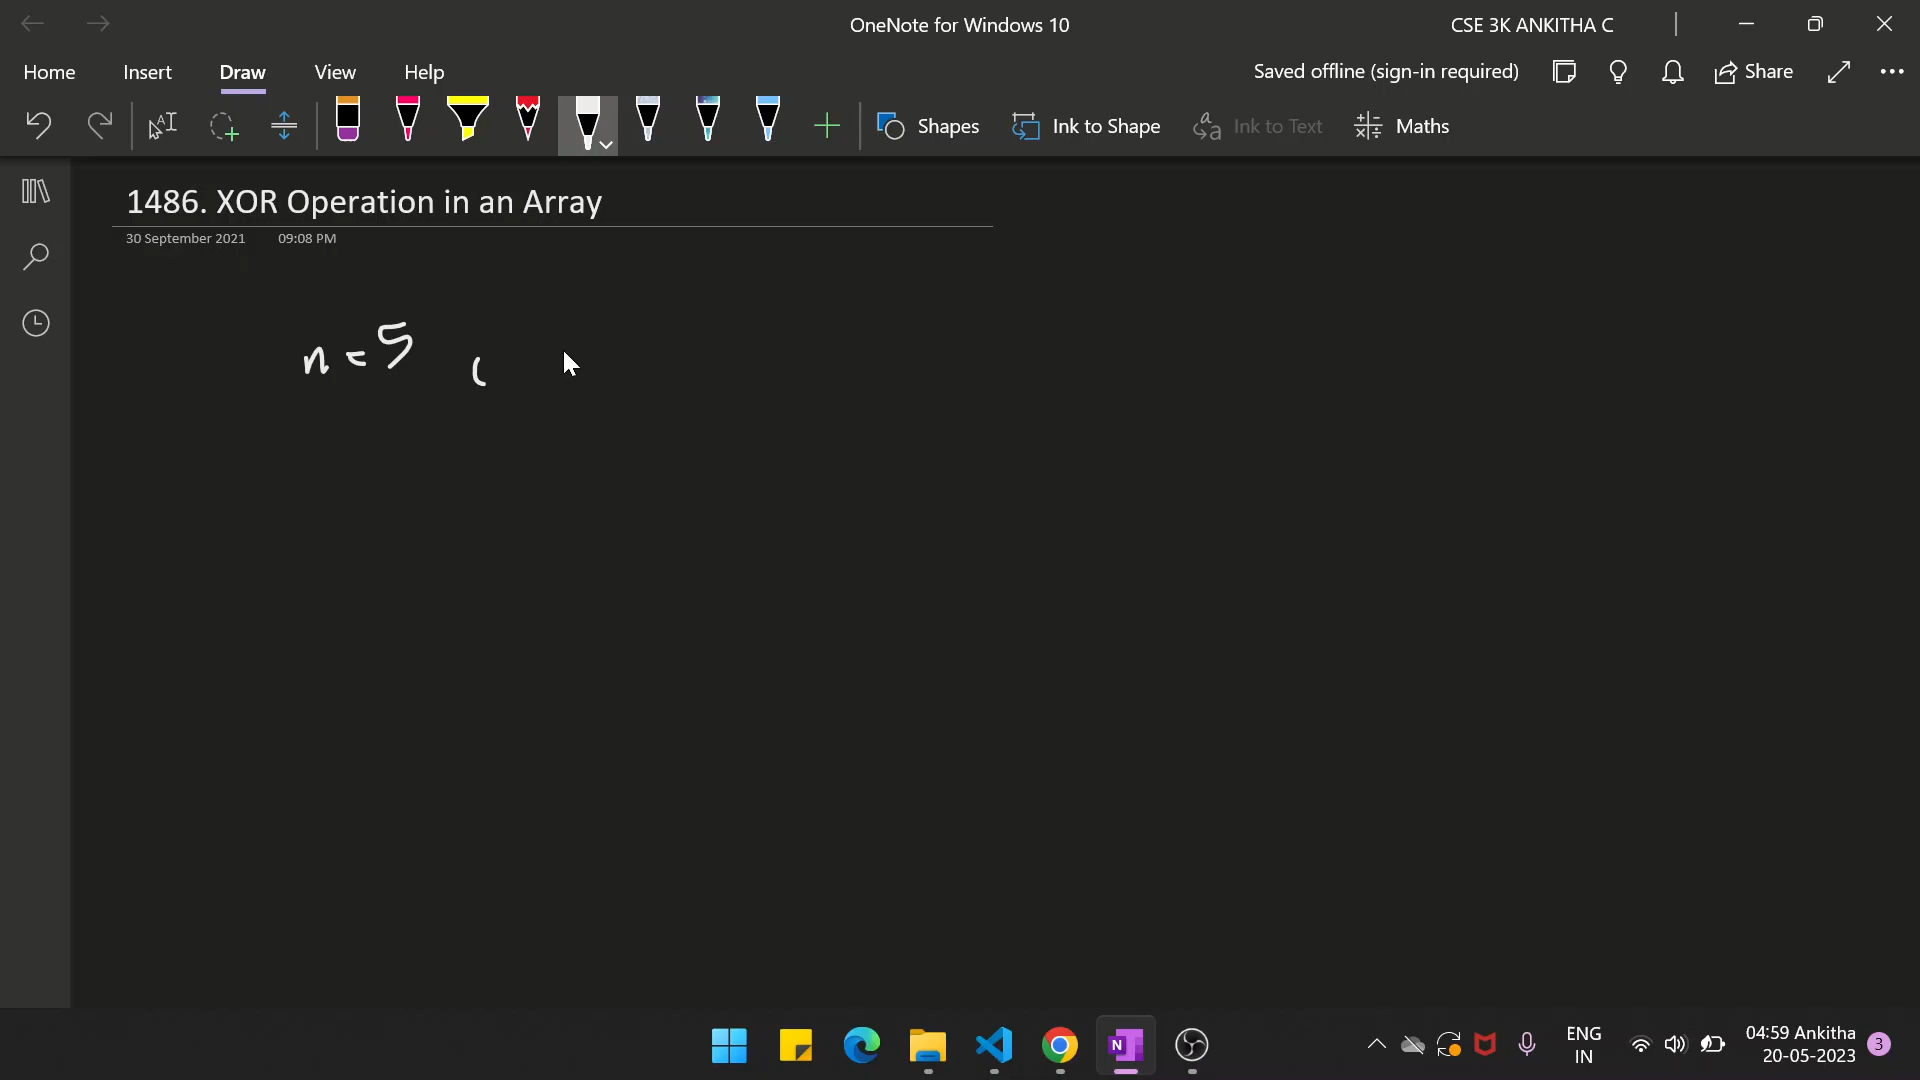 OneNote for Windows 10
CSE 3K ANKITHA C
Home Insert Draw View Help
Saved offline (sign-in required)
Share
Shapes
Ink to Shape
Ink to Text
Maths
1486. XOR Operation in an Array
30 September 2021 09:08 PM
n = 5 (
ENG
IN
04:59 Ankitha
20-05-2023
3